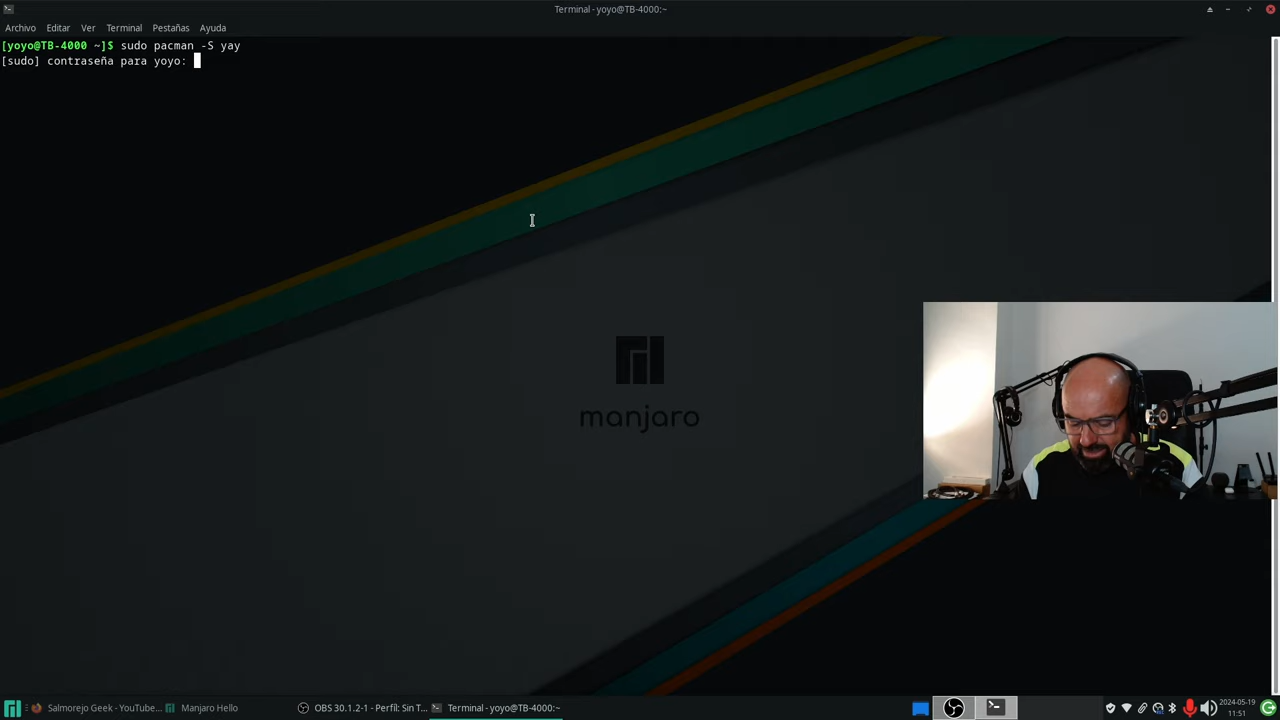 Terminal - yoyo@TB-4000:~
Archivo Editar Ver Terminal Pestañas Ayuda
[yoyo@TB-4000 ~]$ sudo pacman -S yay
[sudo] contraseña para yoyo:
manjaro
Salmorejo Geek - YouTube...
Manjaro Hello
OBS 30.1.2-1 - Perfil: Sin T...
Terminal - yoyo@TB-4000:~
2024-05-19
11:51